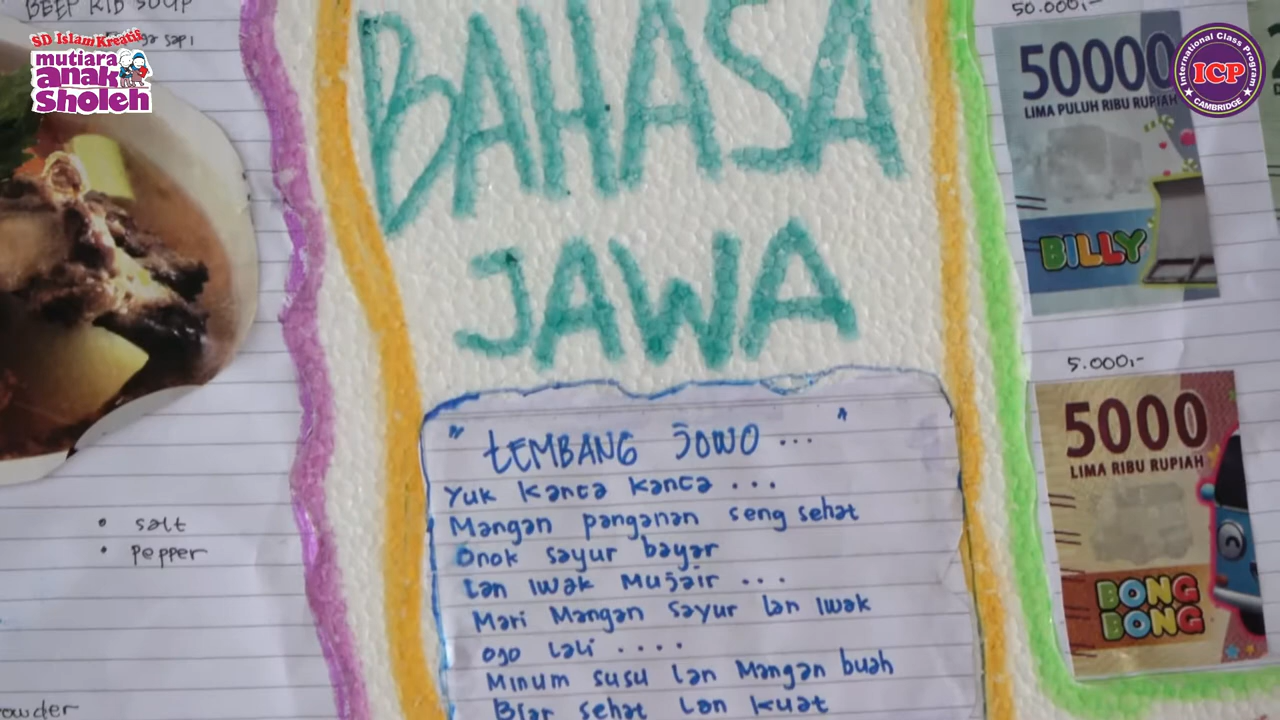 BEEF RIB SOUP
SD Islam Kreatif
mutiara
anak
sholeh
sapi
salt
pepper
BAHASA
JAWA
" tEMBANG JOWO ... "
Yuk kanca kanca ...
Mangan panganan seng sehat
Onok sayur bayar
lan iwak Mujair ...
Mari Mangan sayur lan iwak
ojo lali ....
Minum susu lan Mangan buah
Biar sehat lan kuat
50.000,-
50000
LIMA PULUH RIBU RUPIAH
BILLY
5.000,-
5000
LIMA RIBU RUPIAH
BONG
BONG
International Class Program
ICP
CAMBRIDGE